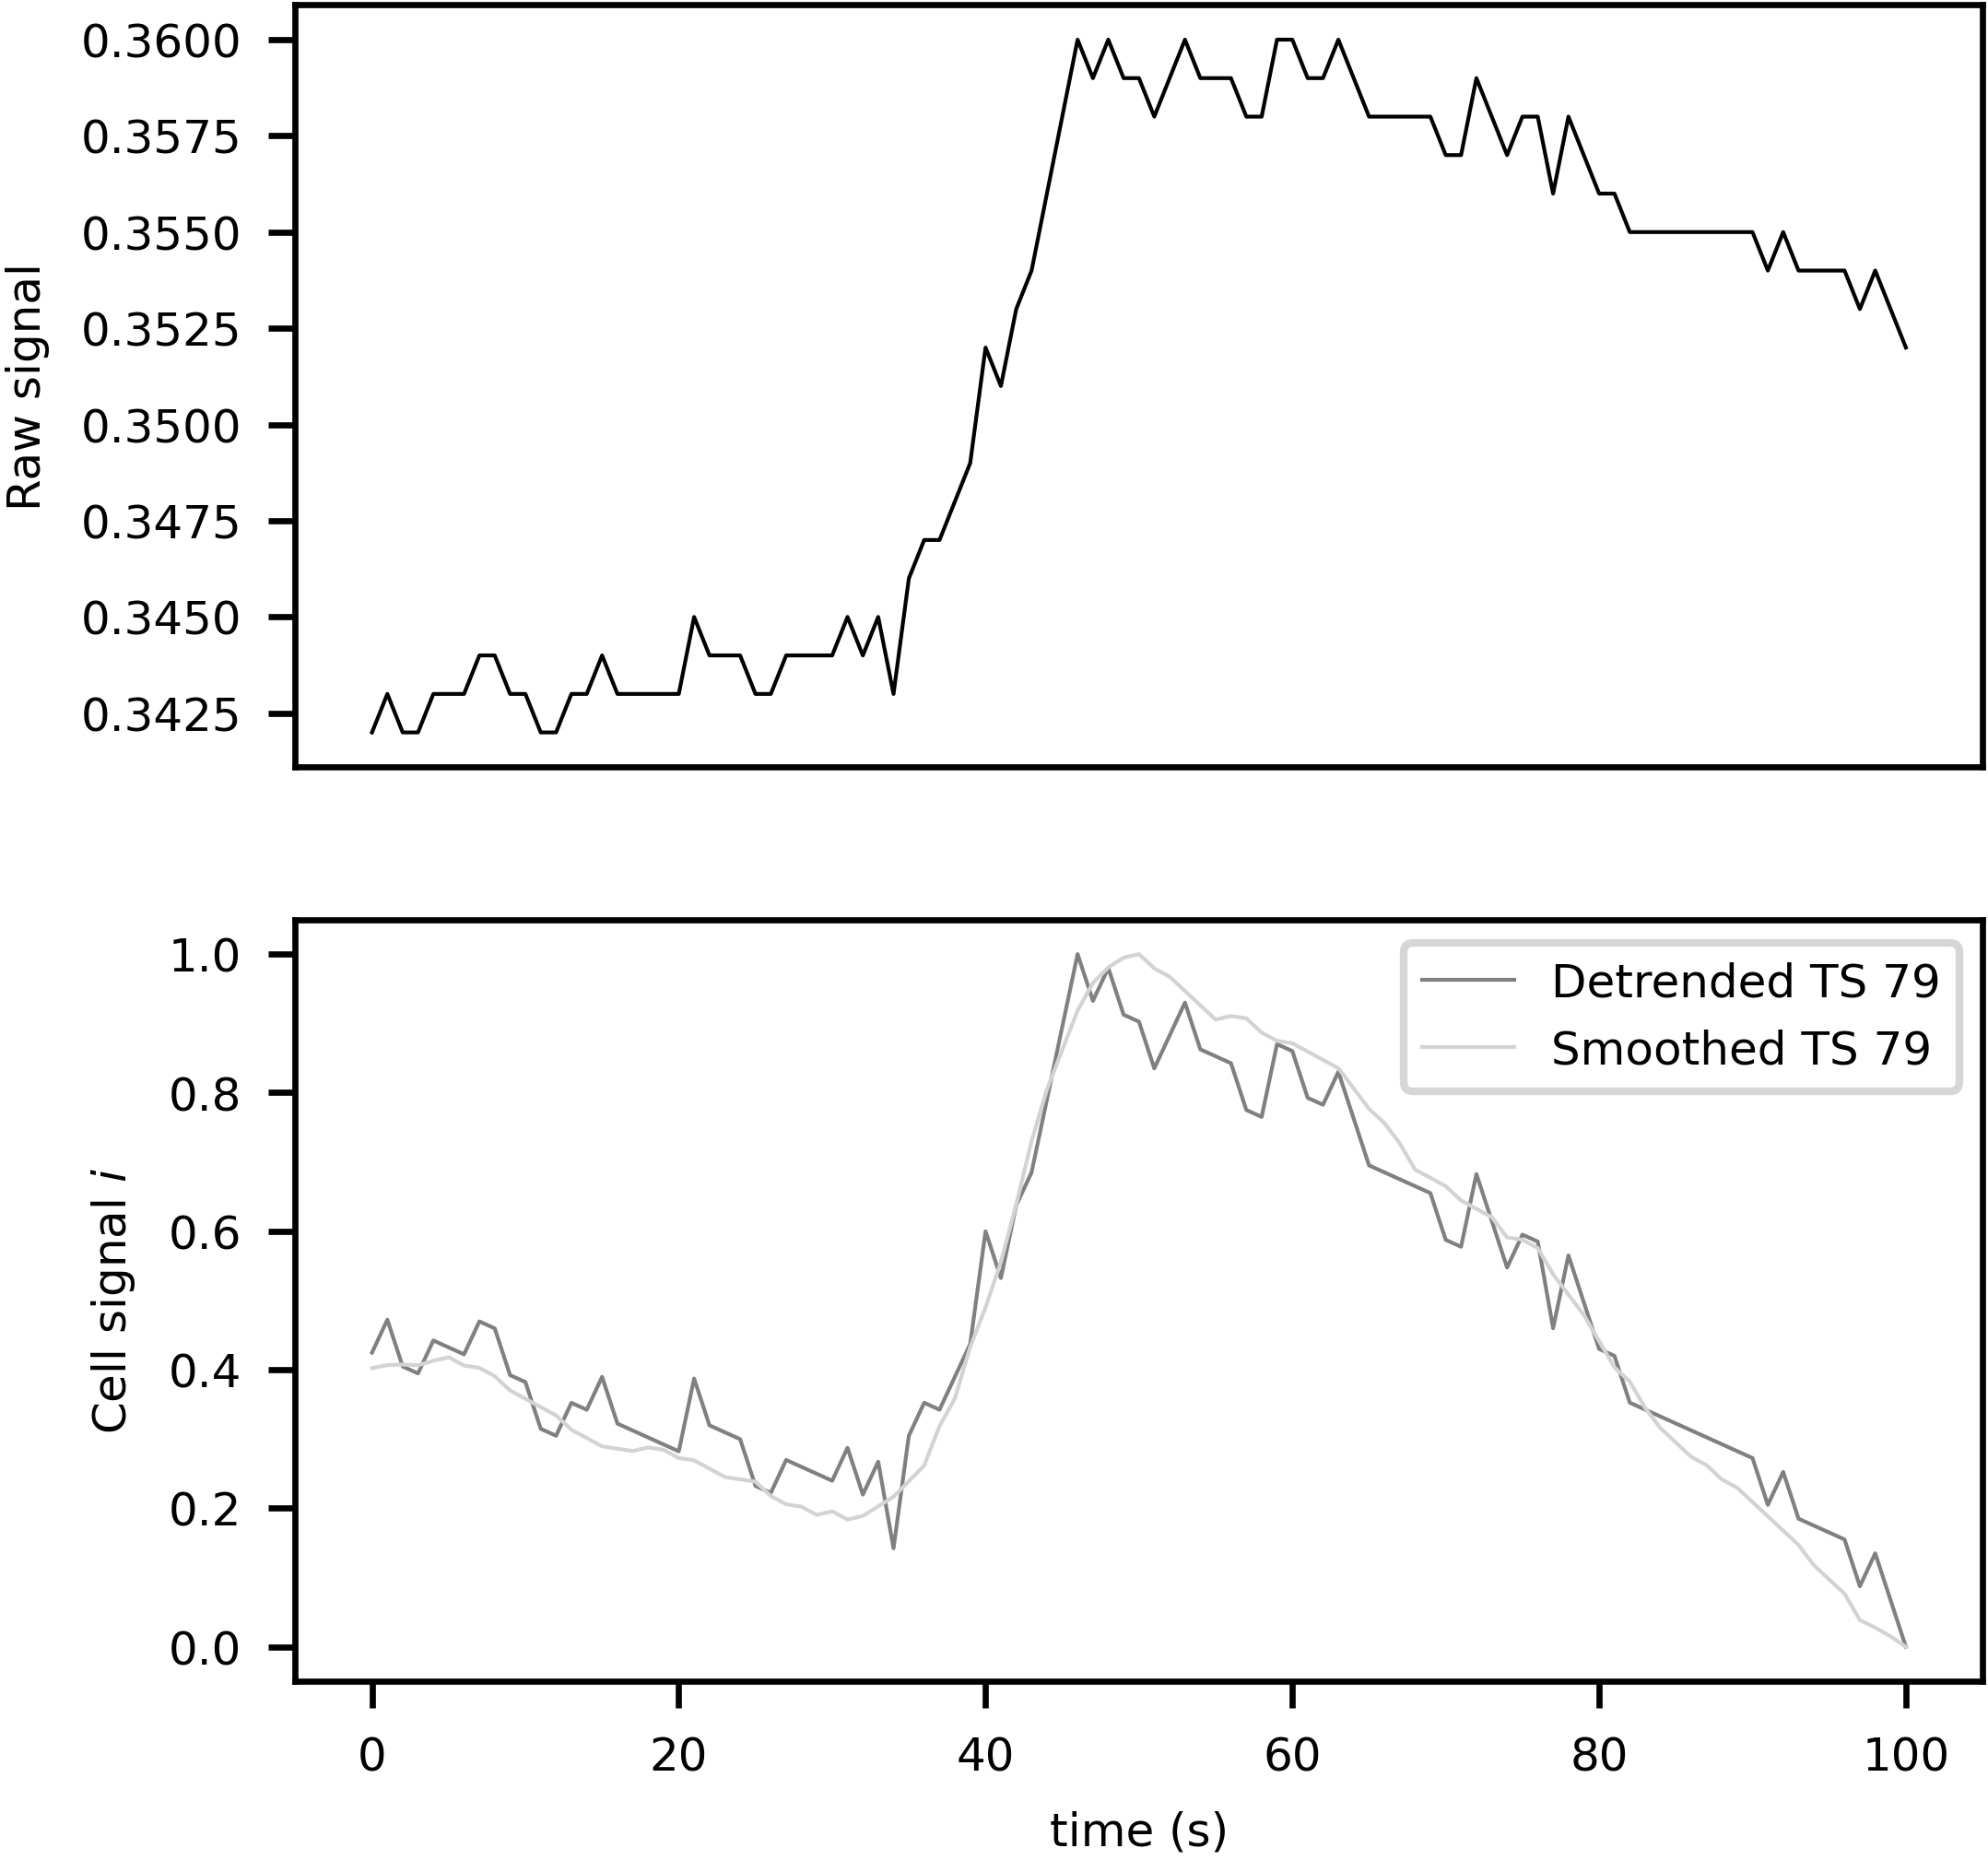 Raw signal
0.3600
0.3575
0.3550
0.3525
0.3500
0.3475
0.3450
0.3425
Cell signal i
1.0
0.8
0.6
0.4
0.2
0.0
Detrended TS 79
Smoothed TS 79
0 20 40 60 80 100
time (s)